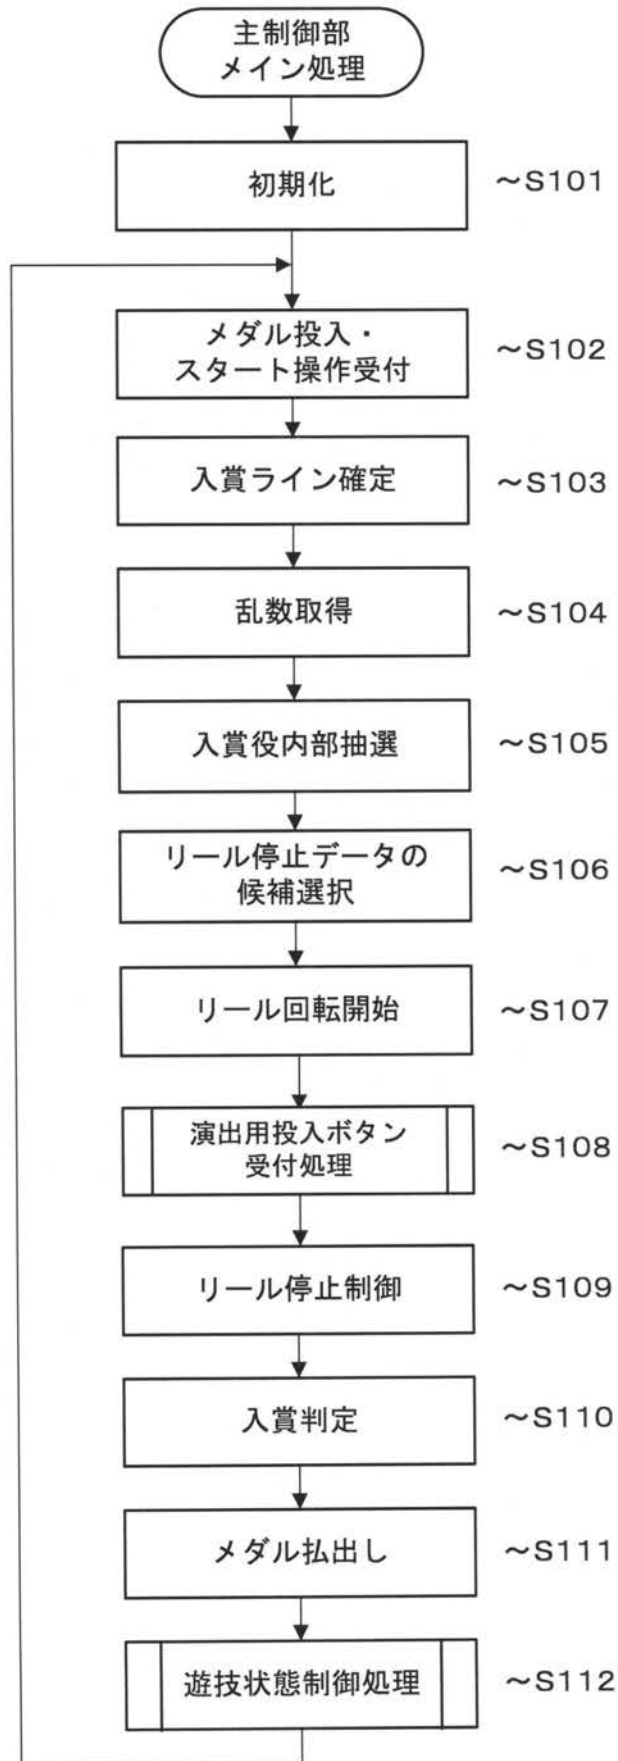 主制御部
メイン処理
初期化
～S101
メダル投入・
スタート操作受付
～S102
入賞ライン確定
～S103
乱数取得
～S104
入賞役内部抽選
～S105
リール停止データの
候補選択
～S106
リール回転開始
～S107
演出用投入ボタン
受付処理
～S108
リール停止制御
～S109
入賞判定
～S110
メダル払出し
～S111
遊技状態制御処理
～S112